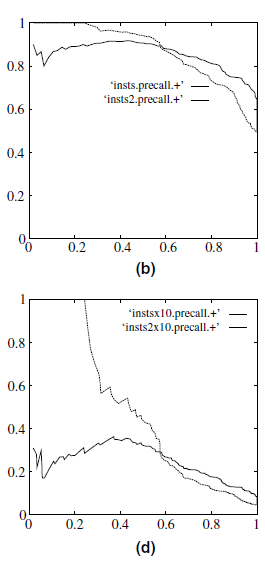 1
0.8
0.6
‘insts.precall.+’
‘insts2.precall.+’
0.4
0.2
0
0 0.2 0.4 0.6 0.8 1
(b)
1
‘instsx10.precall.+’
‘insts2x10.precall.+’
0.8
0.6
0.4
0.2
0
0 0.2 0.4 0.6 0.8 1
(d)